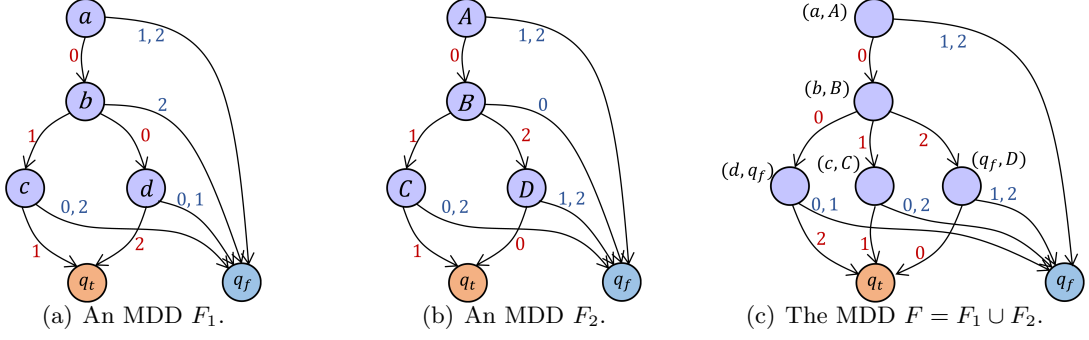 a
1, 2
0
b
2
1
0
c
d
0, 2
0, 1
1
2
q_t
q_f
(a) An MDD F_1.
A
1, 2
0
B
0
1
2
C
D
0, 2
1, 2
1
0
q_t
q_f
(b) An MDD F_2.
(a, A)
1, 2
0
(b, B)
0
1
2
(d, q_f)
(c, C)
(q_f, D)
0, 1
0, 2
1, 2
2
1
0
q_t
q_f
(c) The MDD F = F_1 ∪ F_2.